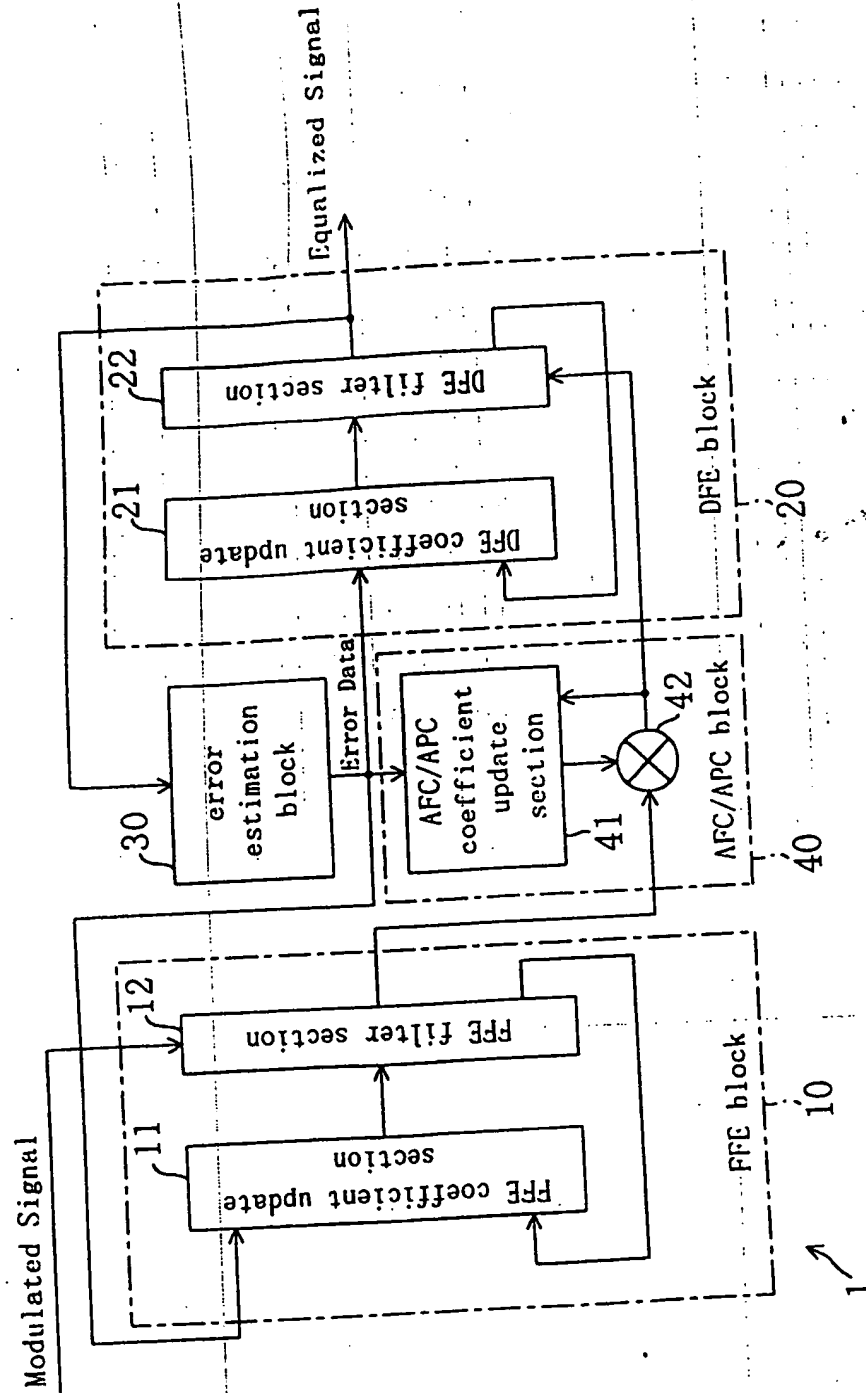 Modulated Signal
11
FFE coefficient update
section
12
FFE filter section
FFE block
10
30
error
estimation
block
Error Data
AFC/APC
coefficient
update
section
41
42
AFC/APC block
40
21
DFE coefficient update
section
22
DFE filter section
DFE block
20
Equalized Signal
1